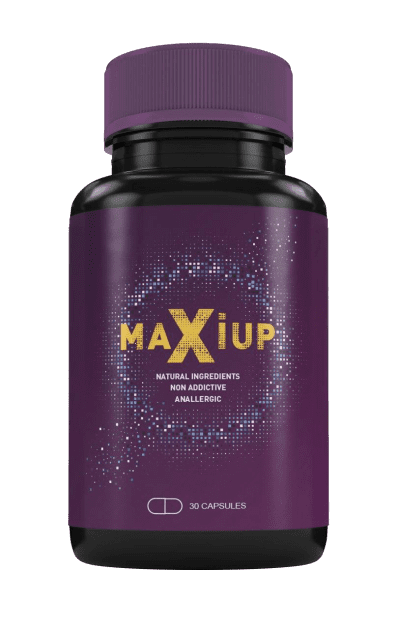 MAXiUP
NATURAL INGREDIENTS
NON ADDICTIVE
ANALLERGIC
30 CAPSULES